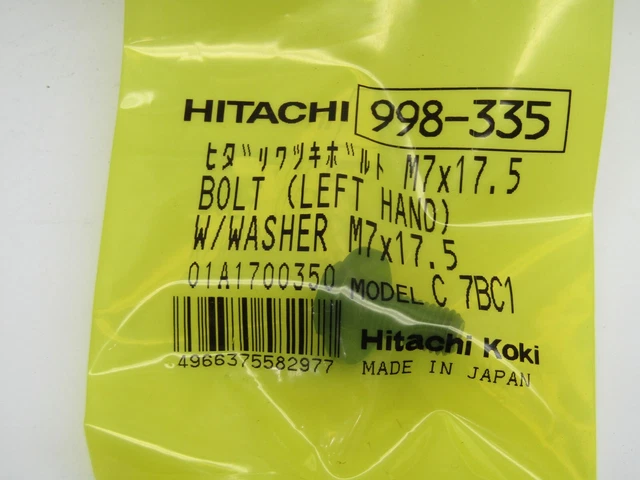 HITACHI 998-335
ヒダリワツキボルト M7x17.5
BOLT (LEFT HAND)
W/WASHER M7x17.5
01A1700350 MODEL C 7BC1
4966375582977
Hitachi Koki
MADE IN JAPAN